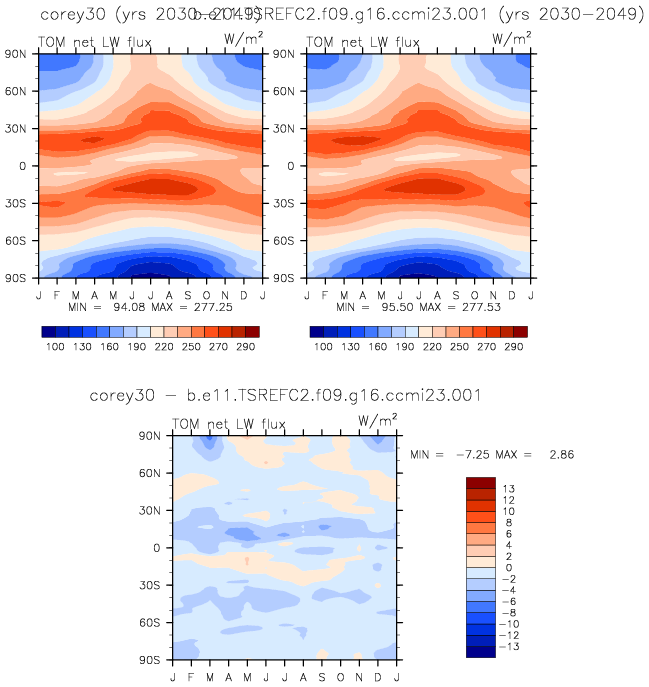 corey30 (yrs 2030-2049)
b.e11.TSREFC2.f09.g16.ccmi23.001 (yrs 2030-2049)
TOM net LW flux W/m²
TOM net LW flux W/m²
90N
60N
30N
0
30S
60S
90S
J F M A M J J A S O N D J
MIN = 94.08 MAX = 277.25
100 130 160 190 220 250 270 290
90N
60N
30N
0
30S
60S
90S
J F M A M J J A S O N D J
MIN = 95.50 MAX = 277.53
100 130 160 190 220 250 270 290
corey30 - b.e11.TSREFC2.f09.g16.ccmi23.001
TOM net LW flux W/m²
90N
60N
30N
0
30S
60S
90S
J F M A M J J A S O N D J
MIN = -7.25 MAX = 2.86
13
12
10
8
6
4
2
0
-2
-4
-6
-8
-10
-12
-13